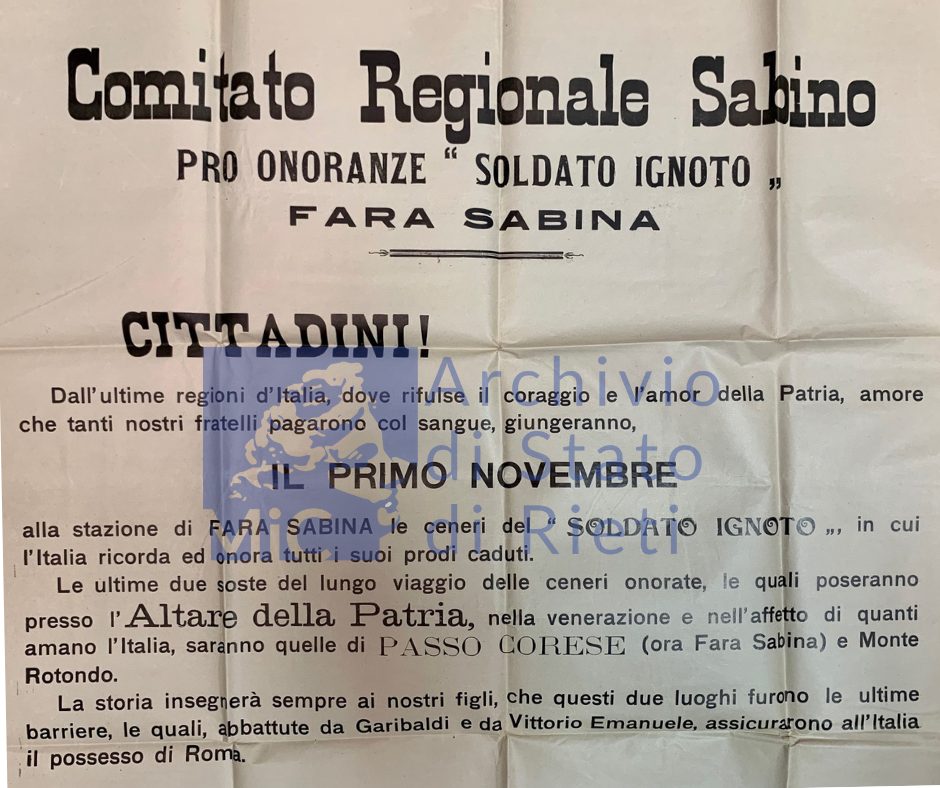 Comitato Regionale Sabino
PRO ONORANZE “ SOLDATO IGNOTO „
FARA SABINA
CITTADINI!
Dall'ultime regioni d'Italia, dove rifulse il coraggio e l'amor della Patria, amore
che tanti nostri fratelli pagarono col sangue, giungeranno,
IL PRIMO NOVEMBRE
alla stazione di FARA SABINA le ceneri del “ SOLDATO IGNOTO „, in cui
l'Italia ricorda ed onora tutti i suoi prodi caduti.
Le ultime due soste del lungo viaggio delle ceneri onorate, le quali poseranno
presso l'Altare della Patria, nella venerazione e nell'affetto di quanti
amano l'Italia, saranno quelle di PASSO CORESE (ora Fara Sabina) e Monte
Rotondo.
La storia insegnerà sempre ai nostri figli, che questi due luoghi furono le ultime
barriere, le quali, abbattute da Garibaldi e da Vittorio Emanuele, assicurarono all'Italia
il possesso di Roma.
MiC
Archivio
di Stato
di Rieti